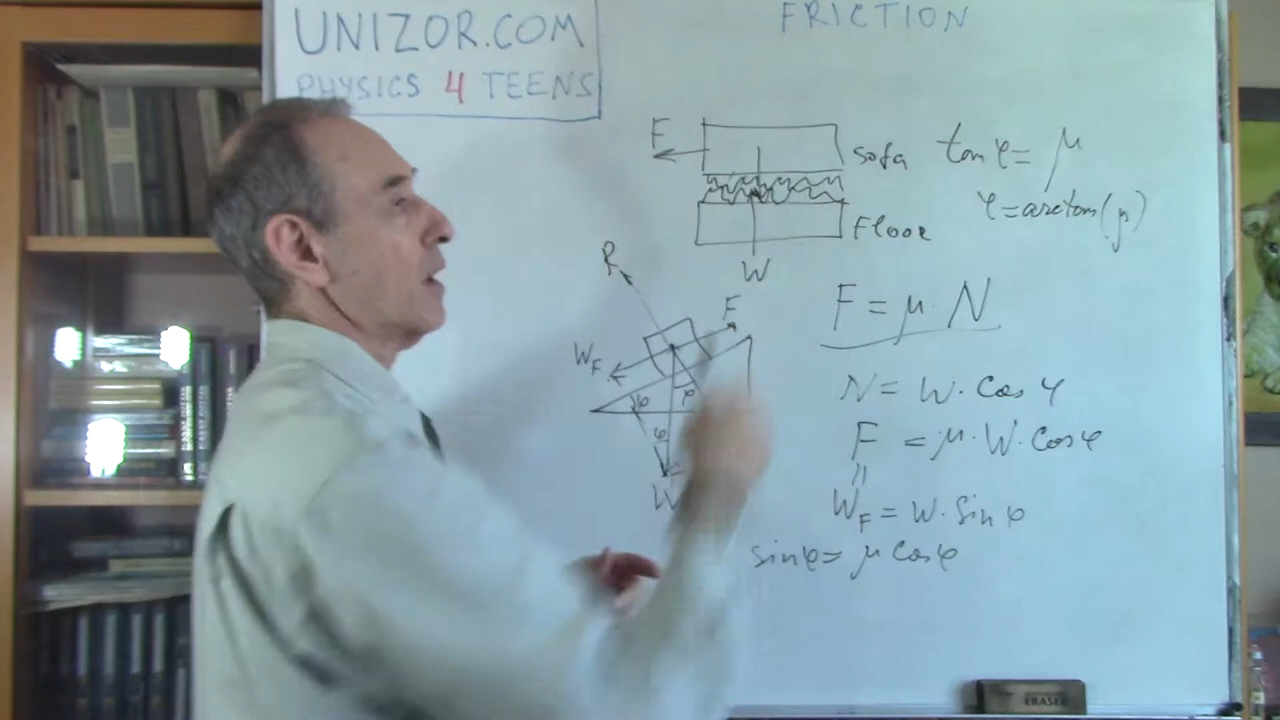 UNIZOR.COM
PHYSICS 4 TEENS
FRICTION
F
sofa
tan φ = μ
φ = arctan(μ)
Floor
W
R
F
W_F
φ
φ
φ
W
F = μ · N
N = W · cos φ
F = μ · W · cos φ
=
W_F = W · sin φ
sin φ = μ cos φ
ERASER